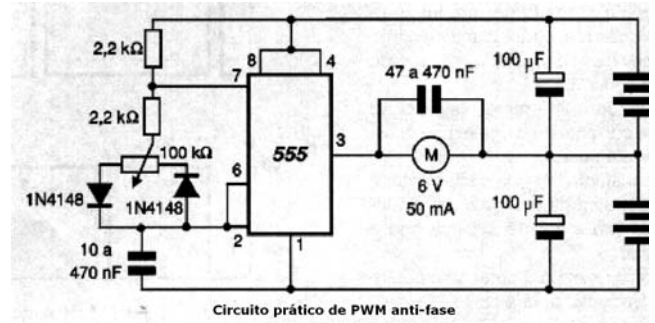 2,2 kΩ
2,2 kΩ
100 kΩ
1N4148
1N4148
10 a
470 nF
8
4
7
6
2
3
1
555
47 a 470 nF
M
6 V
50 mA
100 µF
100 µF
Circuito prático de PWM anti-fase